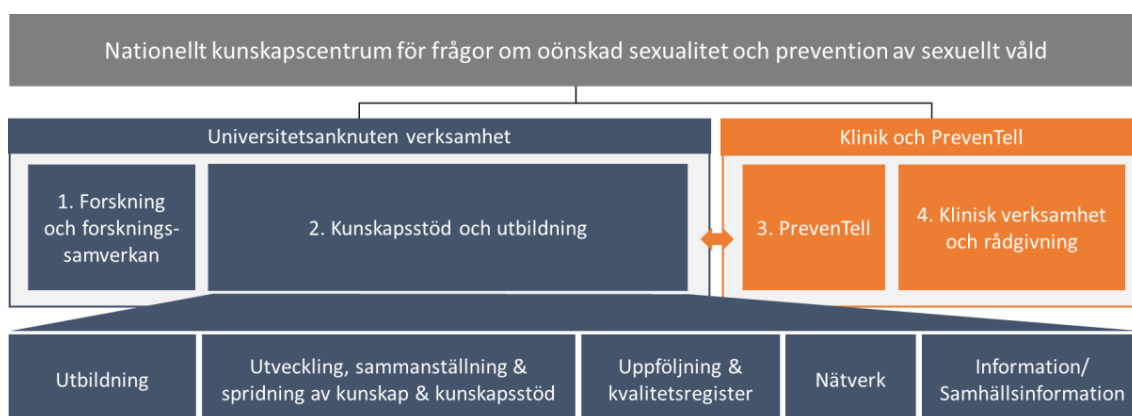 Nationellt kunskapscentrum för frågor om oönskad sexualitet och prevention av sexuellt våld
Universitetsanknuten verksamhet
Klinik och PrevenTell
1. Forskning
och forsknings-
samverkan
2. Kunskapsstöd och utbildning
3. PrevenTell
4. Klinisk verksamhet
och rådgivning
Utbildning
Utveckling, sammanställning &
spridning av kunskap & kunskapsstöd
Uppföljning &
kvalitetsregister
Nätverk
Information/
Samhällsinformation